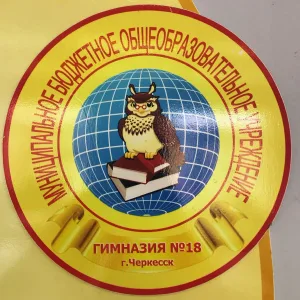 МУНИЦИПАЛЬНОЕ БЮДЖЕТНОЕ ОБЩЕОБРАЗОВАТЕЛЬНОЕ УЧРЕЖДЕНИЕ
ГИМНАЗИЯ №18
г.Черкесск